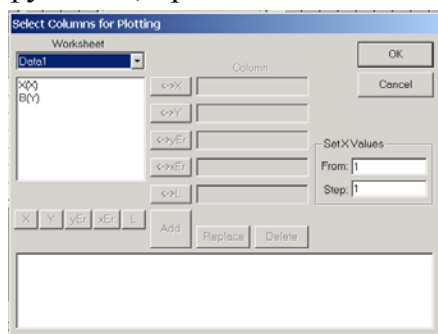 Select Columns for Plotting
Worksheet
Data1
Column
OK
Cancel
X(X)
B(Y)
<->X
<->Y
<->yEr
<->xEr
<->L
Set X Values
From: 1
Step: 1
X Y yEr xEr L
Add
Replace
Delete